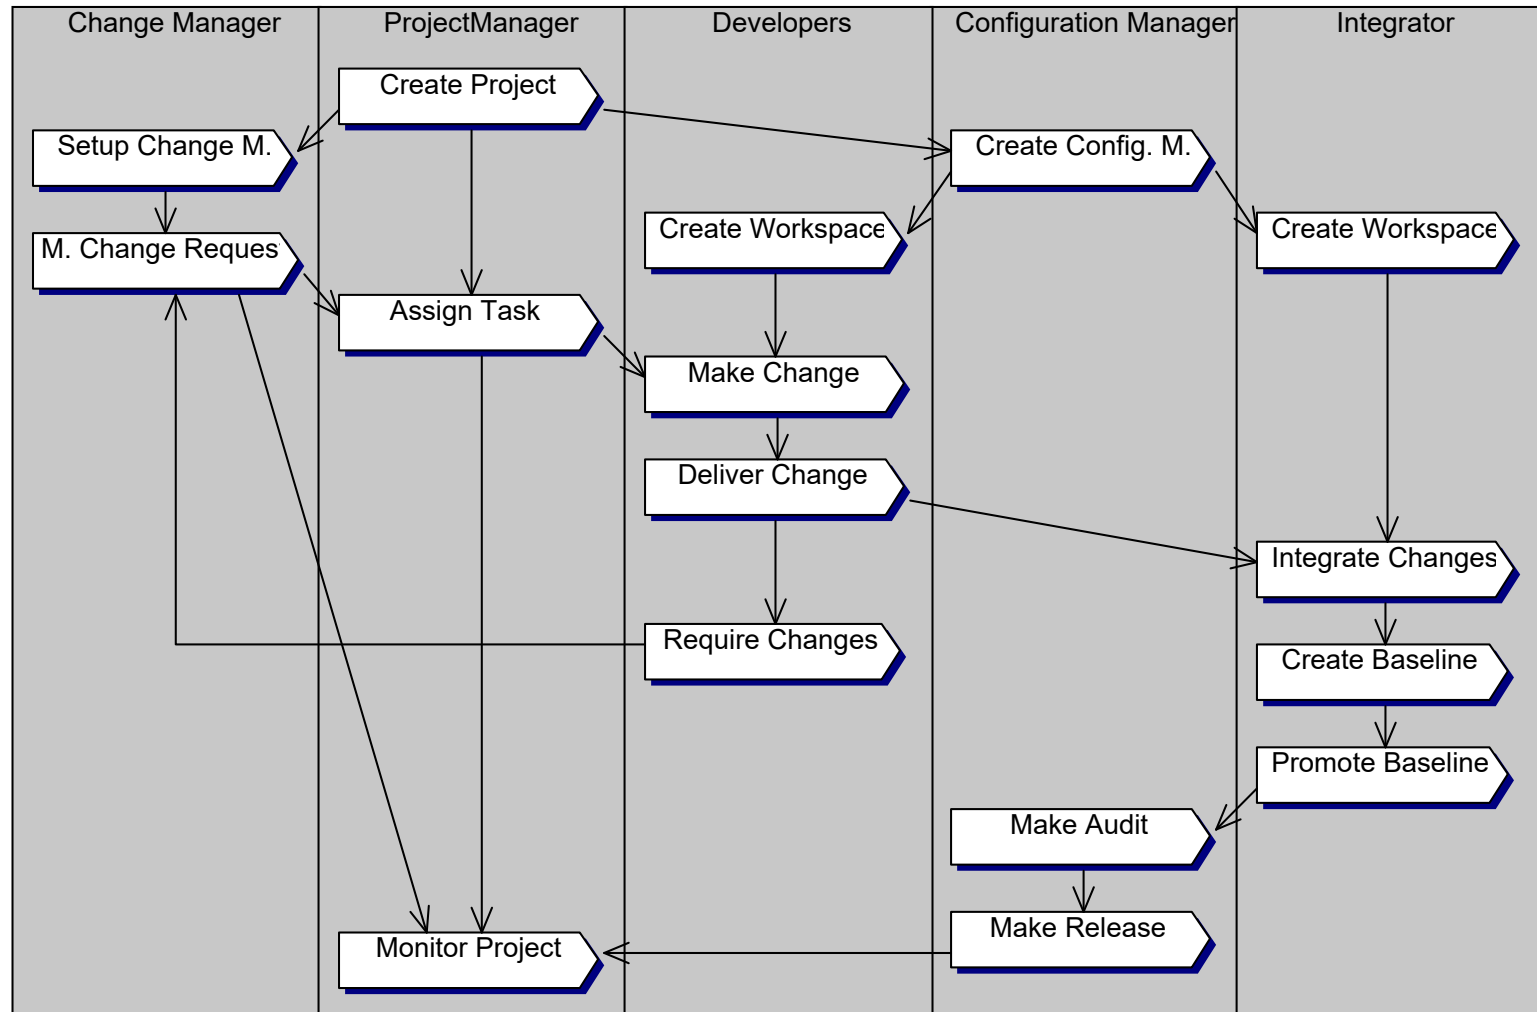 Change Manager
ProjectManager
Developers
Configuration Manager
Integrator
Create Project
Setup Change M.
Create Config. M.
M. Change Reques
Create Workspace
Create Workspace
Assign Task
Make Change
Deliver Change
Integrate Changes
Require Changes
Create Baseline
Promote Baseline
Make Audit
Make Release
Monitor Project